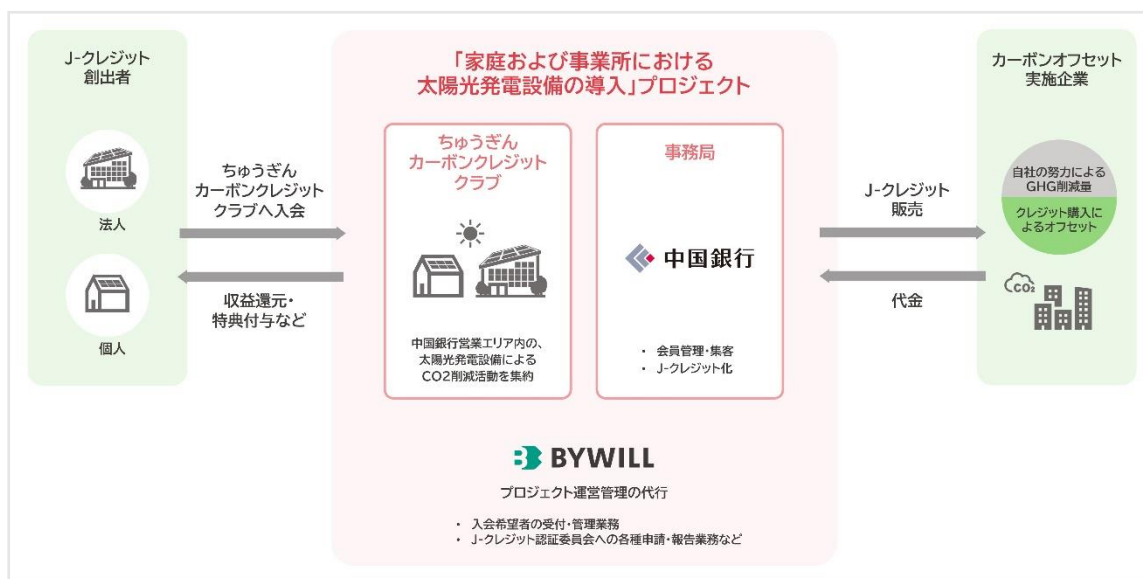 J-クレジット
創出者
法人
個人
ちゅうぎん
カーボンクレジット
クラブへ入会
収益還元・
特典付与など
「家庭および事業所における
太陽光発電設備の導入」プロジェクト
ちゅうぎん
カーボンクレジット
クラブ
中国銀行営業エリア内の、
太陽光発電設備による
CO2削減活動を集約
事務局
中国銀行
・ 会員管理・集客
・ J-クレジット化
BYWILL
プロジェクト運営管理の代行
・ 入会希望者の受付・管理業務
・ J-クレジット認証委員会への各種申請・報告業務など
J-クレジット
販売
代金
カーボンオフセット
実施企業
自社の努力による
GHG削減量
クレジット購入に
よるオフセット
CO₂